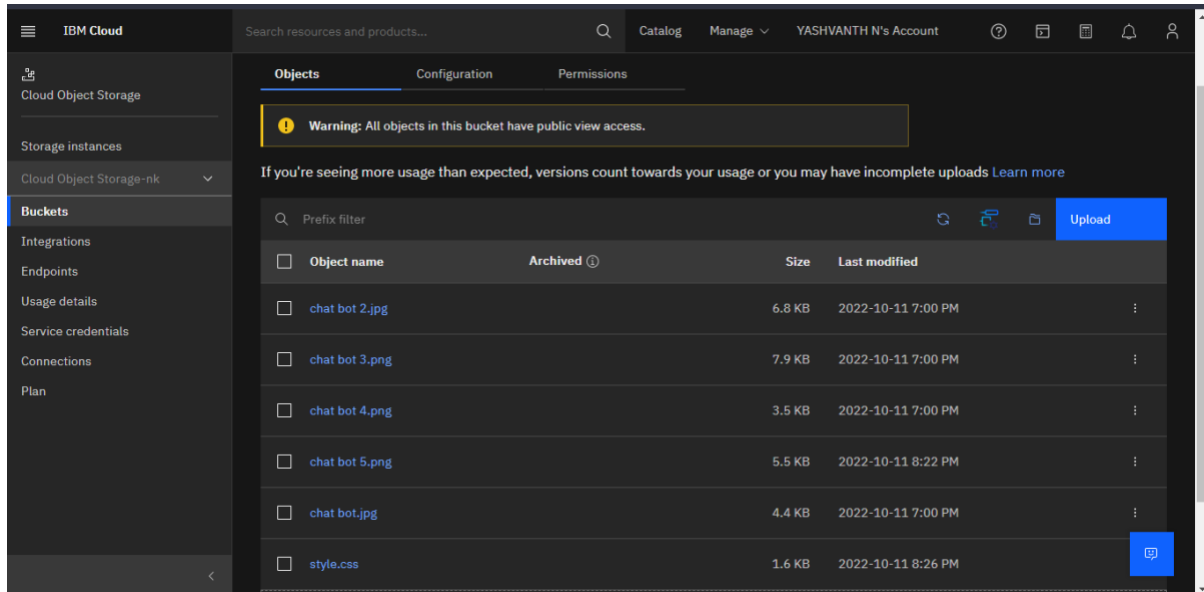 IBM Cloud
Search resources and products...
Catalog
Manage
YASHVANTH N's Account
Cloud Object Storage
Storage instances
Cloud Object Storage-nk
Buckets
Integrations
Endpoints
Usage details
Service credentials
Connections
Plan
Objects
Configuration
Permissions
Warning: All objects in this bucket have public view access.
If you're seeing more usage than expected, versions count towards your usage or you may have incomplete uploads Learn more
Prefix filter
Upload
Object name Archived Size Last modified
chat bot 2.jpg 6.8 KB 2022-10-11 7:00 PM
chat bot 3.png 7.9 KB 2022-10-11 7:00 PM
chat bot 4.png 3.5 KB 2022-10-11 7:00 PM
chat bot 5.png 5.5 KB 2022-10-11 8:22 PM
chat bot.jpg 4.4 KB 2022-10-11 7:00 PM
style.css 1.6 KB 2022-10-11 8:26 PM